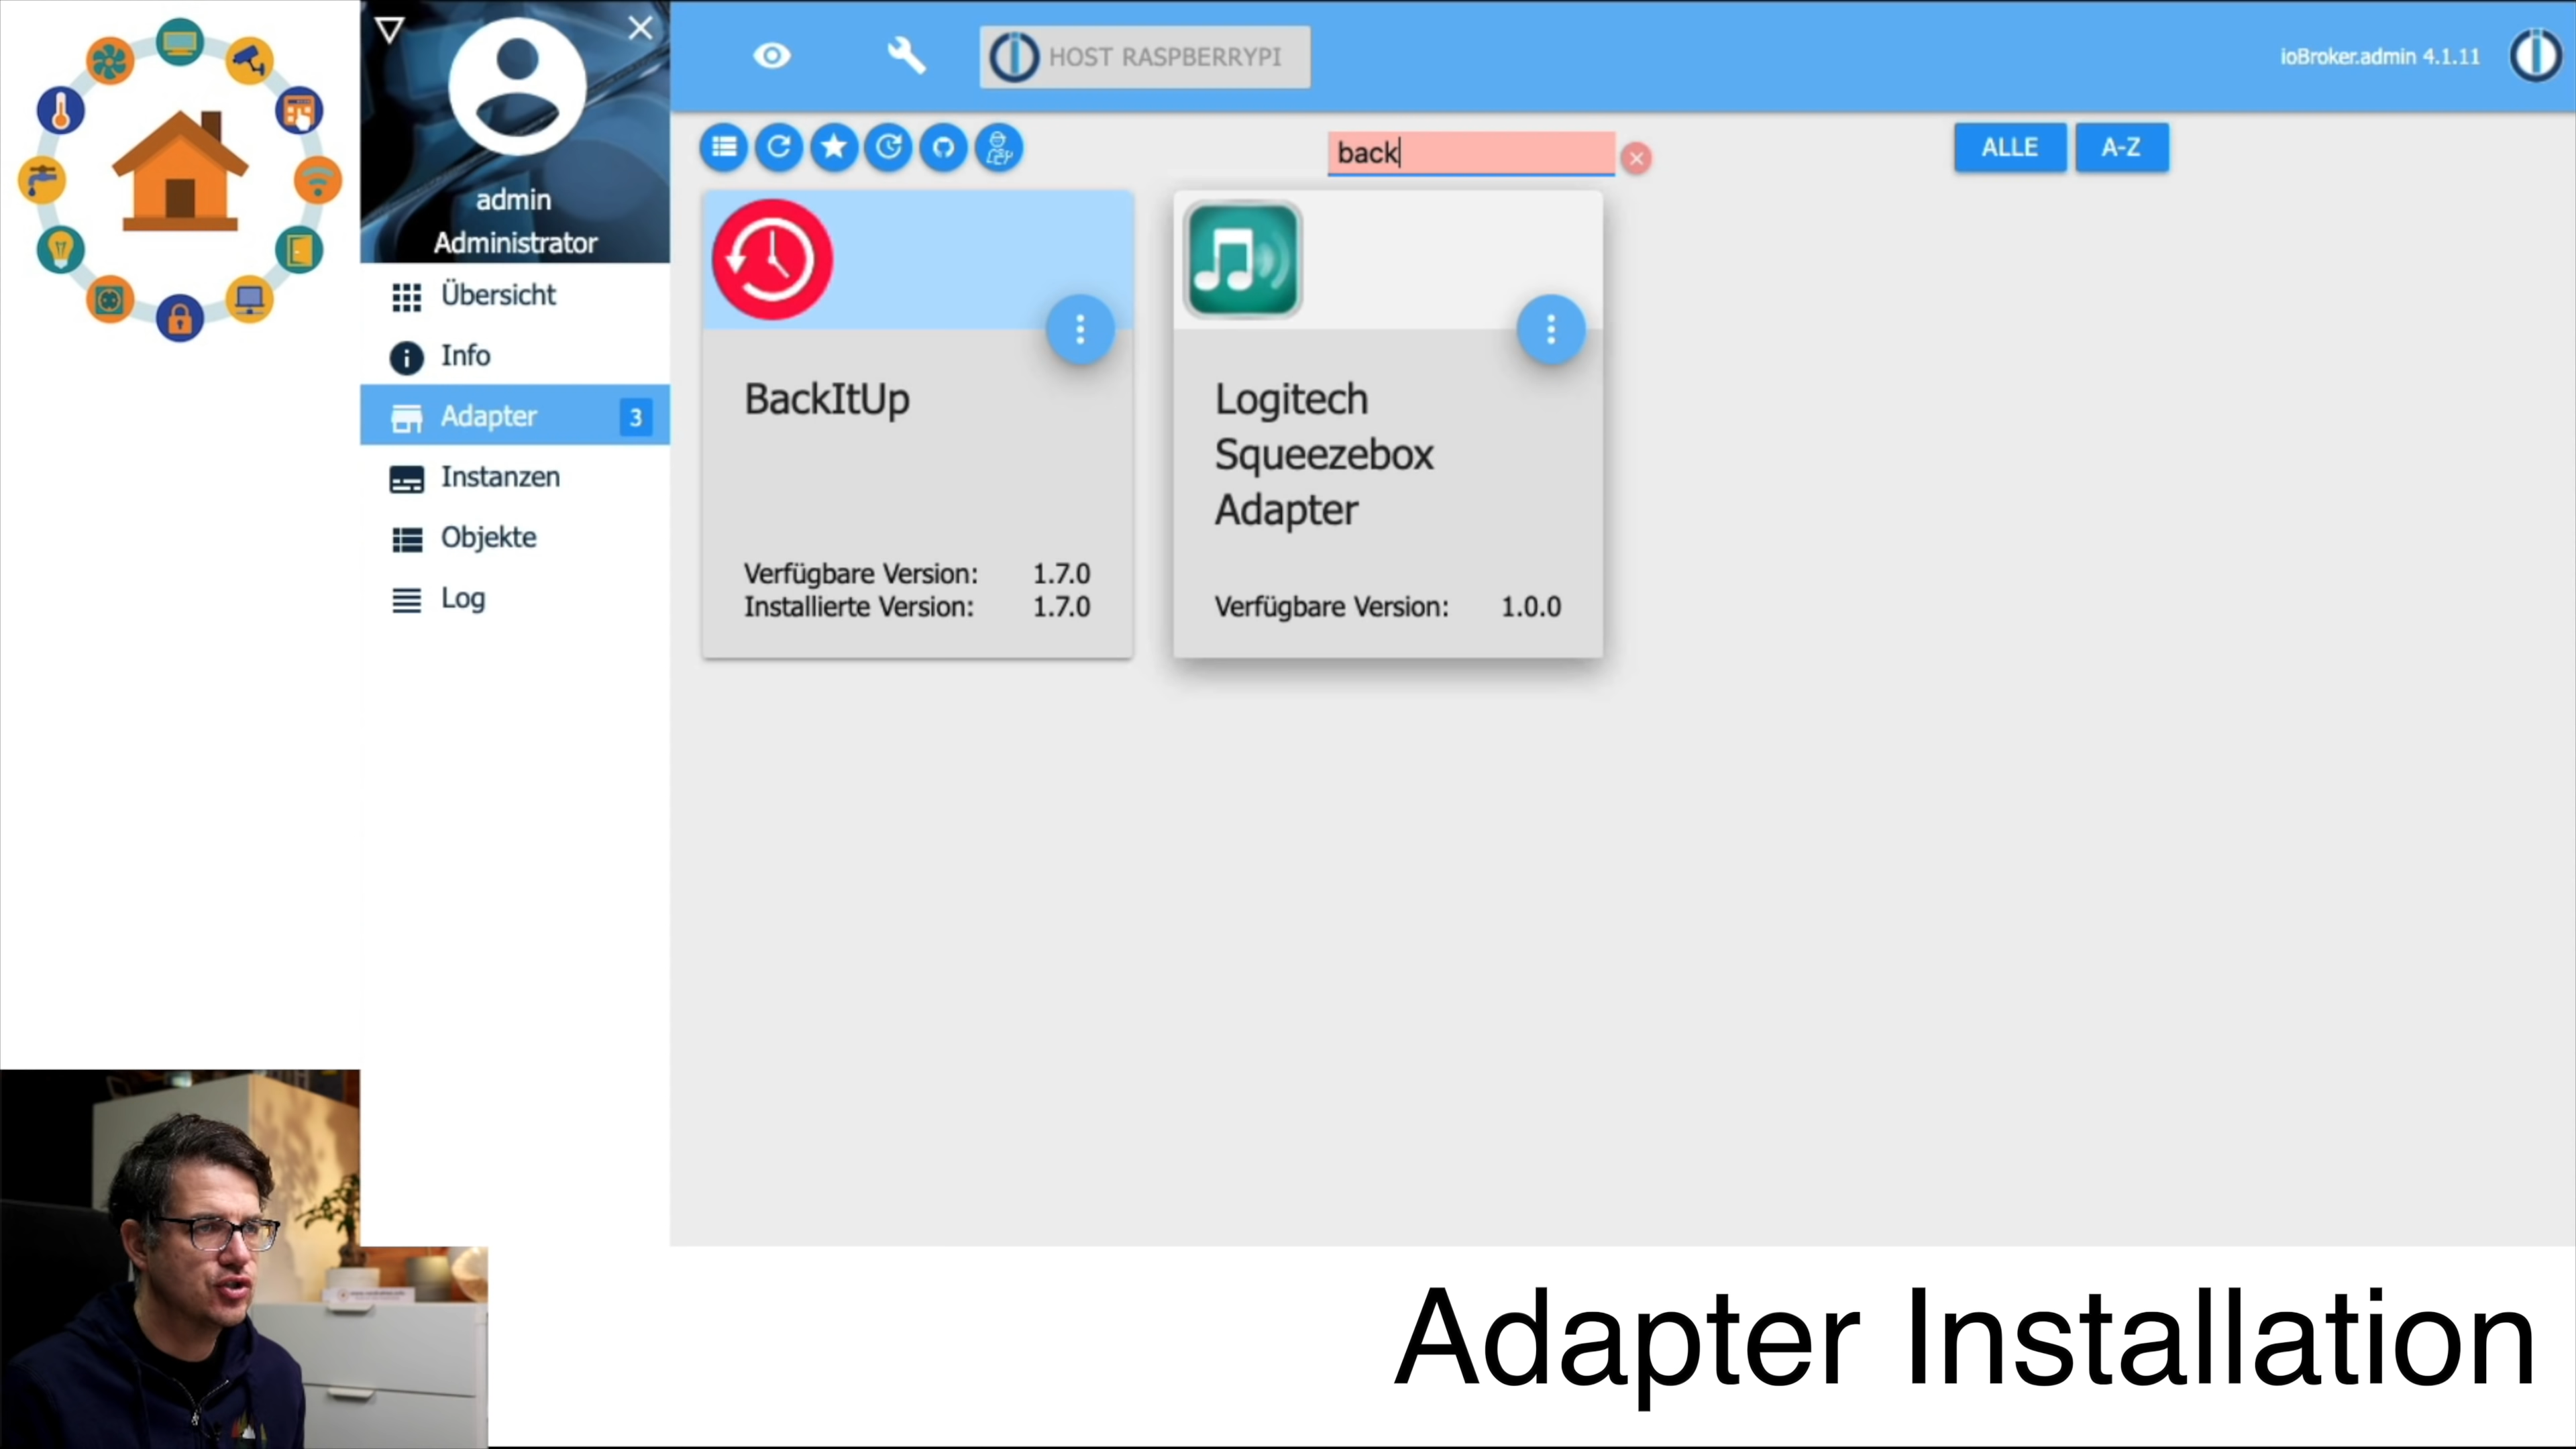 admin
Administrator
Übersicht
Info
Adapter 3
Instanzen
Objekte
Log
HOST RASPBERRYPI
ioBroker.admin 4.1.11
back
ALLE
A-Z
BackItUp
Verfügbare Version: 1.7.0
Installierte Version: 1.7.0
Logitech
Squeezebox
Adapter
Verfügbare Version: 1.0.0
Adapter Installation